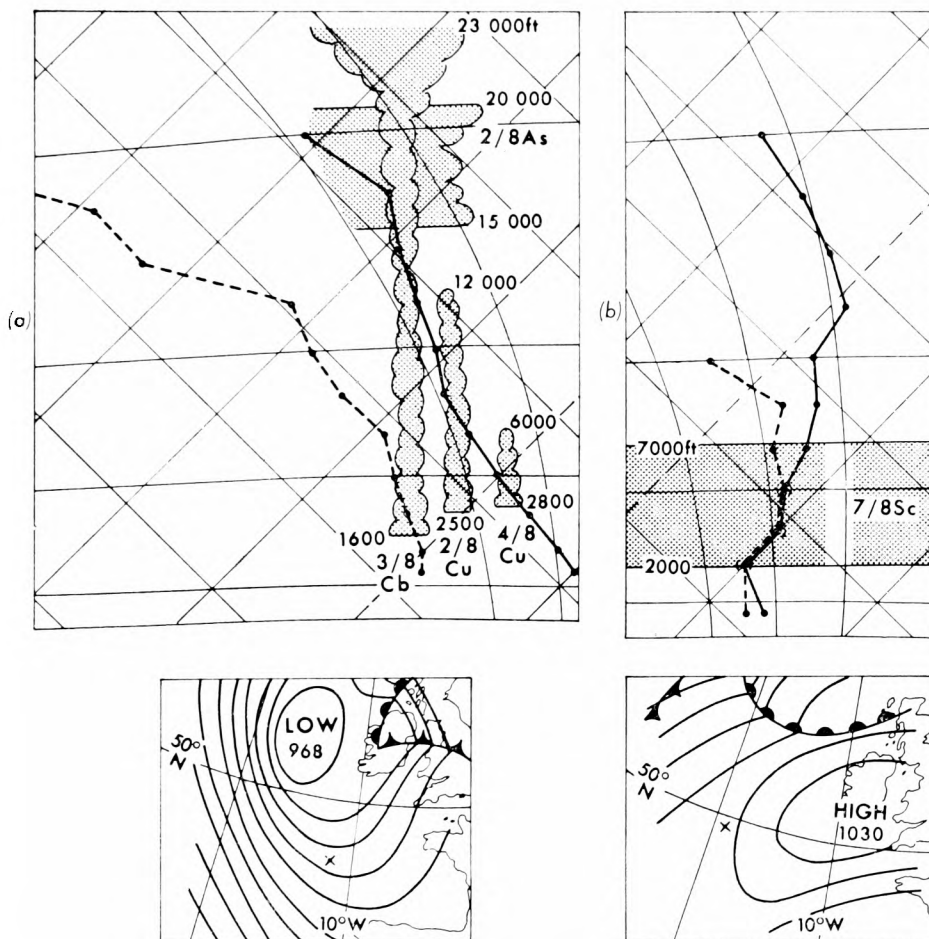 (a)
23 000ft
20 000
2/8As
15 000
12 000
6000
2800
1600
2500
3/8
Cb
2/8
Cu
4/8
Cu
(b)
7000ft
7/8Sc
2000
LOW
968
50°
N
10°W
50°
N
HIGH
1030
10°W